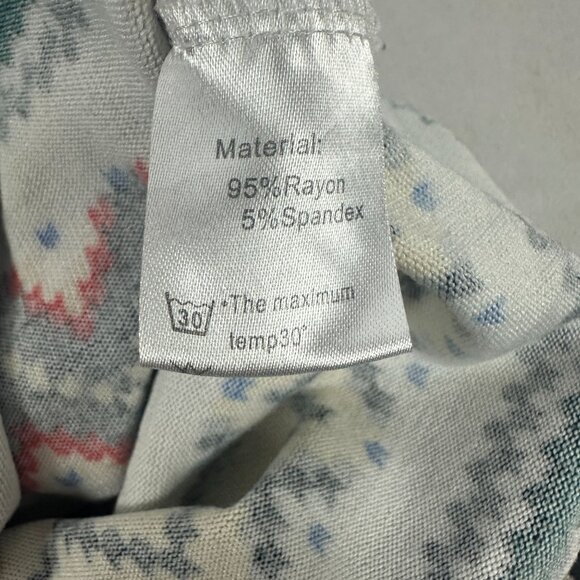 Material:
95%Rayon
5%Spandex
30 *The maximum
temp30°